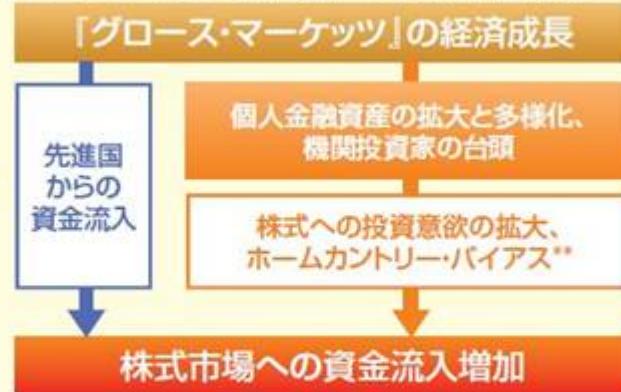 『グロース・マーケッツ』の経済成長
先進国
からの
資金流入
個人金融資産の拡大と多様化、
機関投資家の台頭
株式への投資意欲の拡大、
ホームカントリー・バイアス**
株式市場への資金流入増加